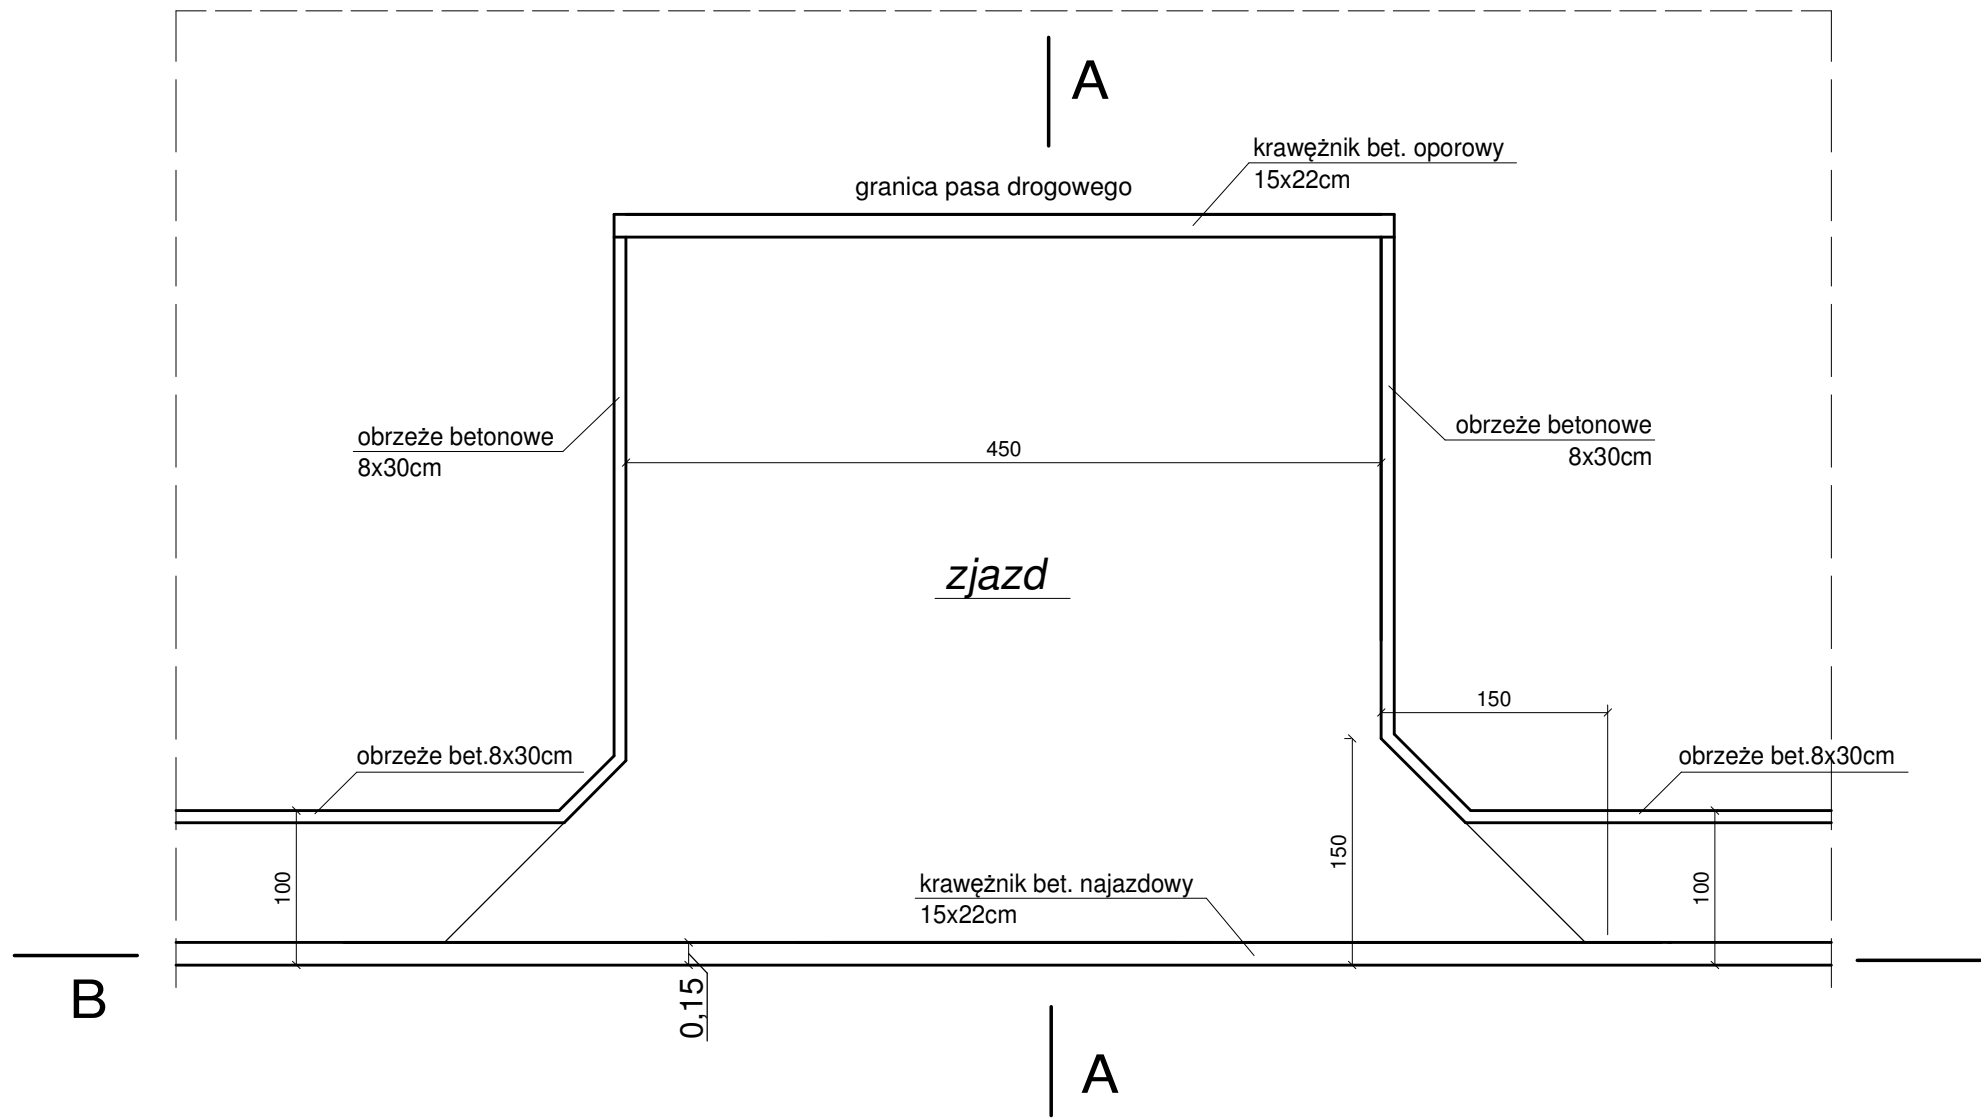 A
krawężnik bet. oporowy
15x22cm
granica pasa drogowego
obrzeże betonowe
8x30cm
obrzeże betonowe
8x30cm
450
zjazd
150
obrzeże bet.8x30cm
obrzeże bet.8x30cm
150
100
100
krawężnik bet. najazdowy
15x22cm
B
0,15
A